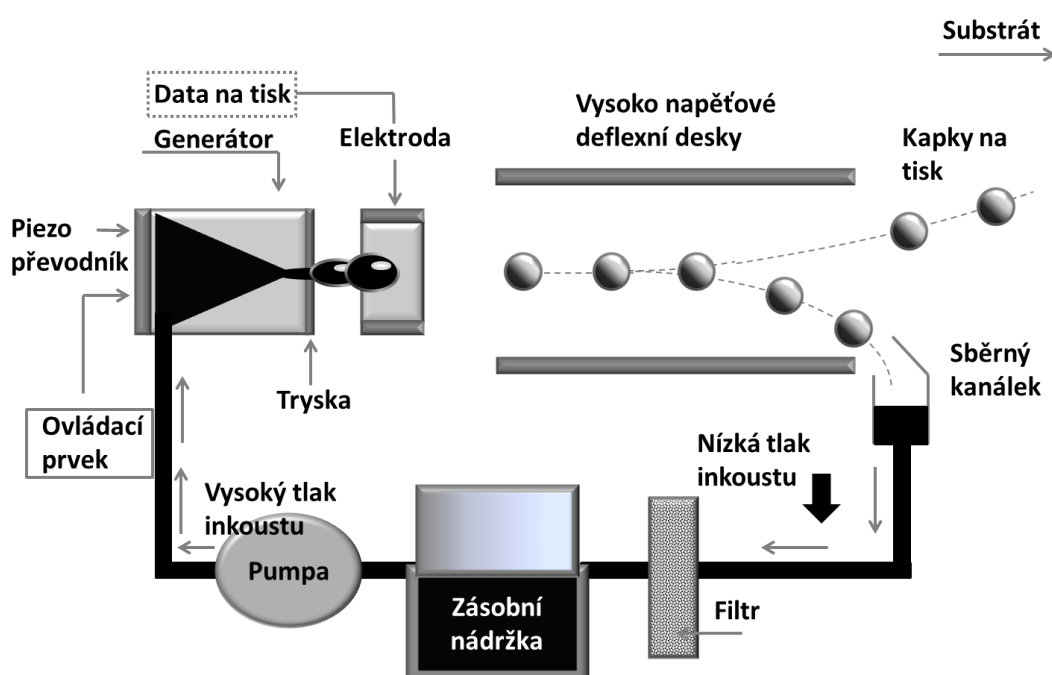 Substrát
Data na tisk
Generátor
Elektroda
Vysoko napěťové
deflexní desky
Kapky na
tisk
Piezo
převodník
Tryska
Ovládací
prvek
Sběrný
kanálek
Nízká tlak
inkoustu
Vysoký tlak
inkoustu
Pumpa
Zásobní
nádržka
Filtr